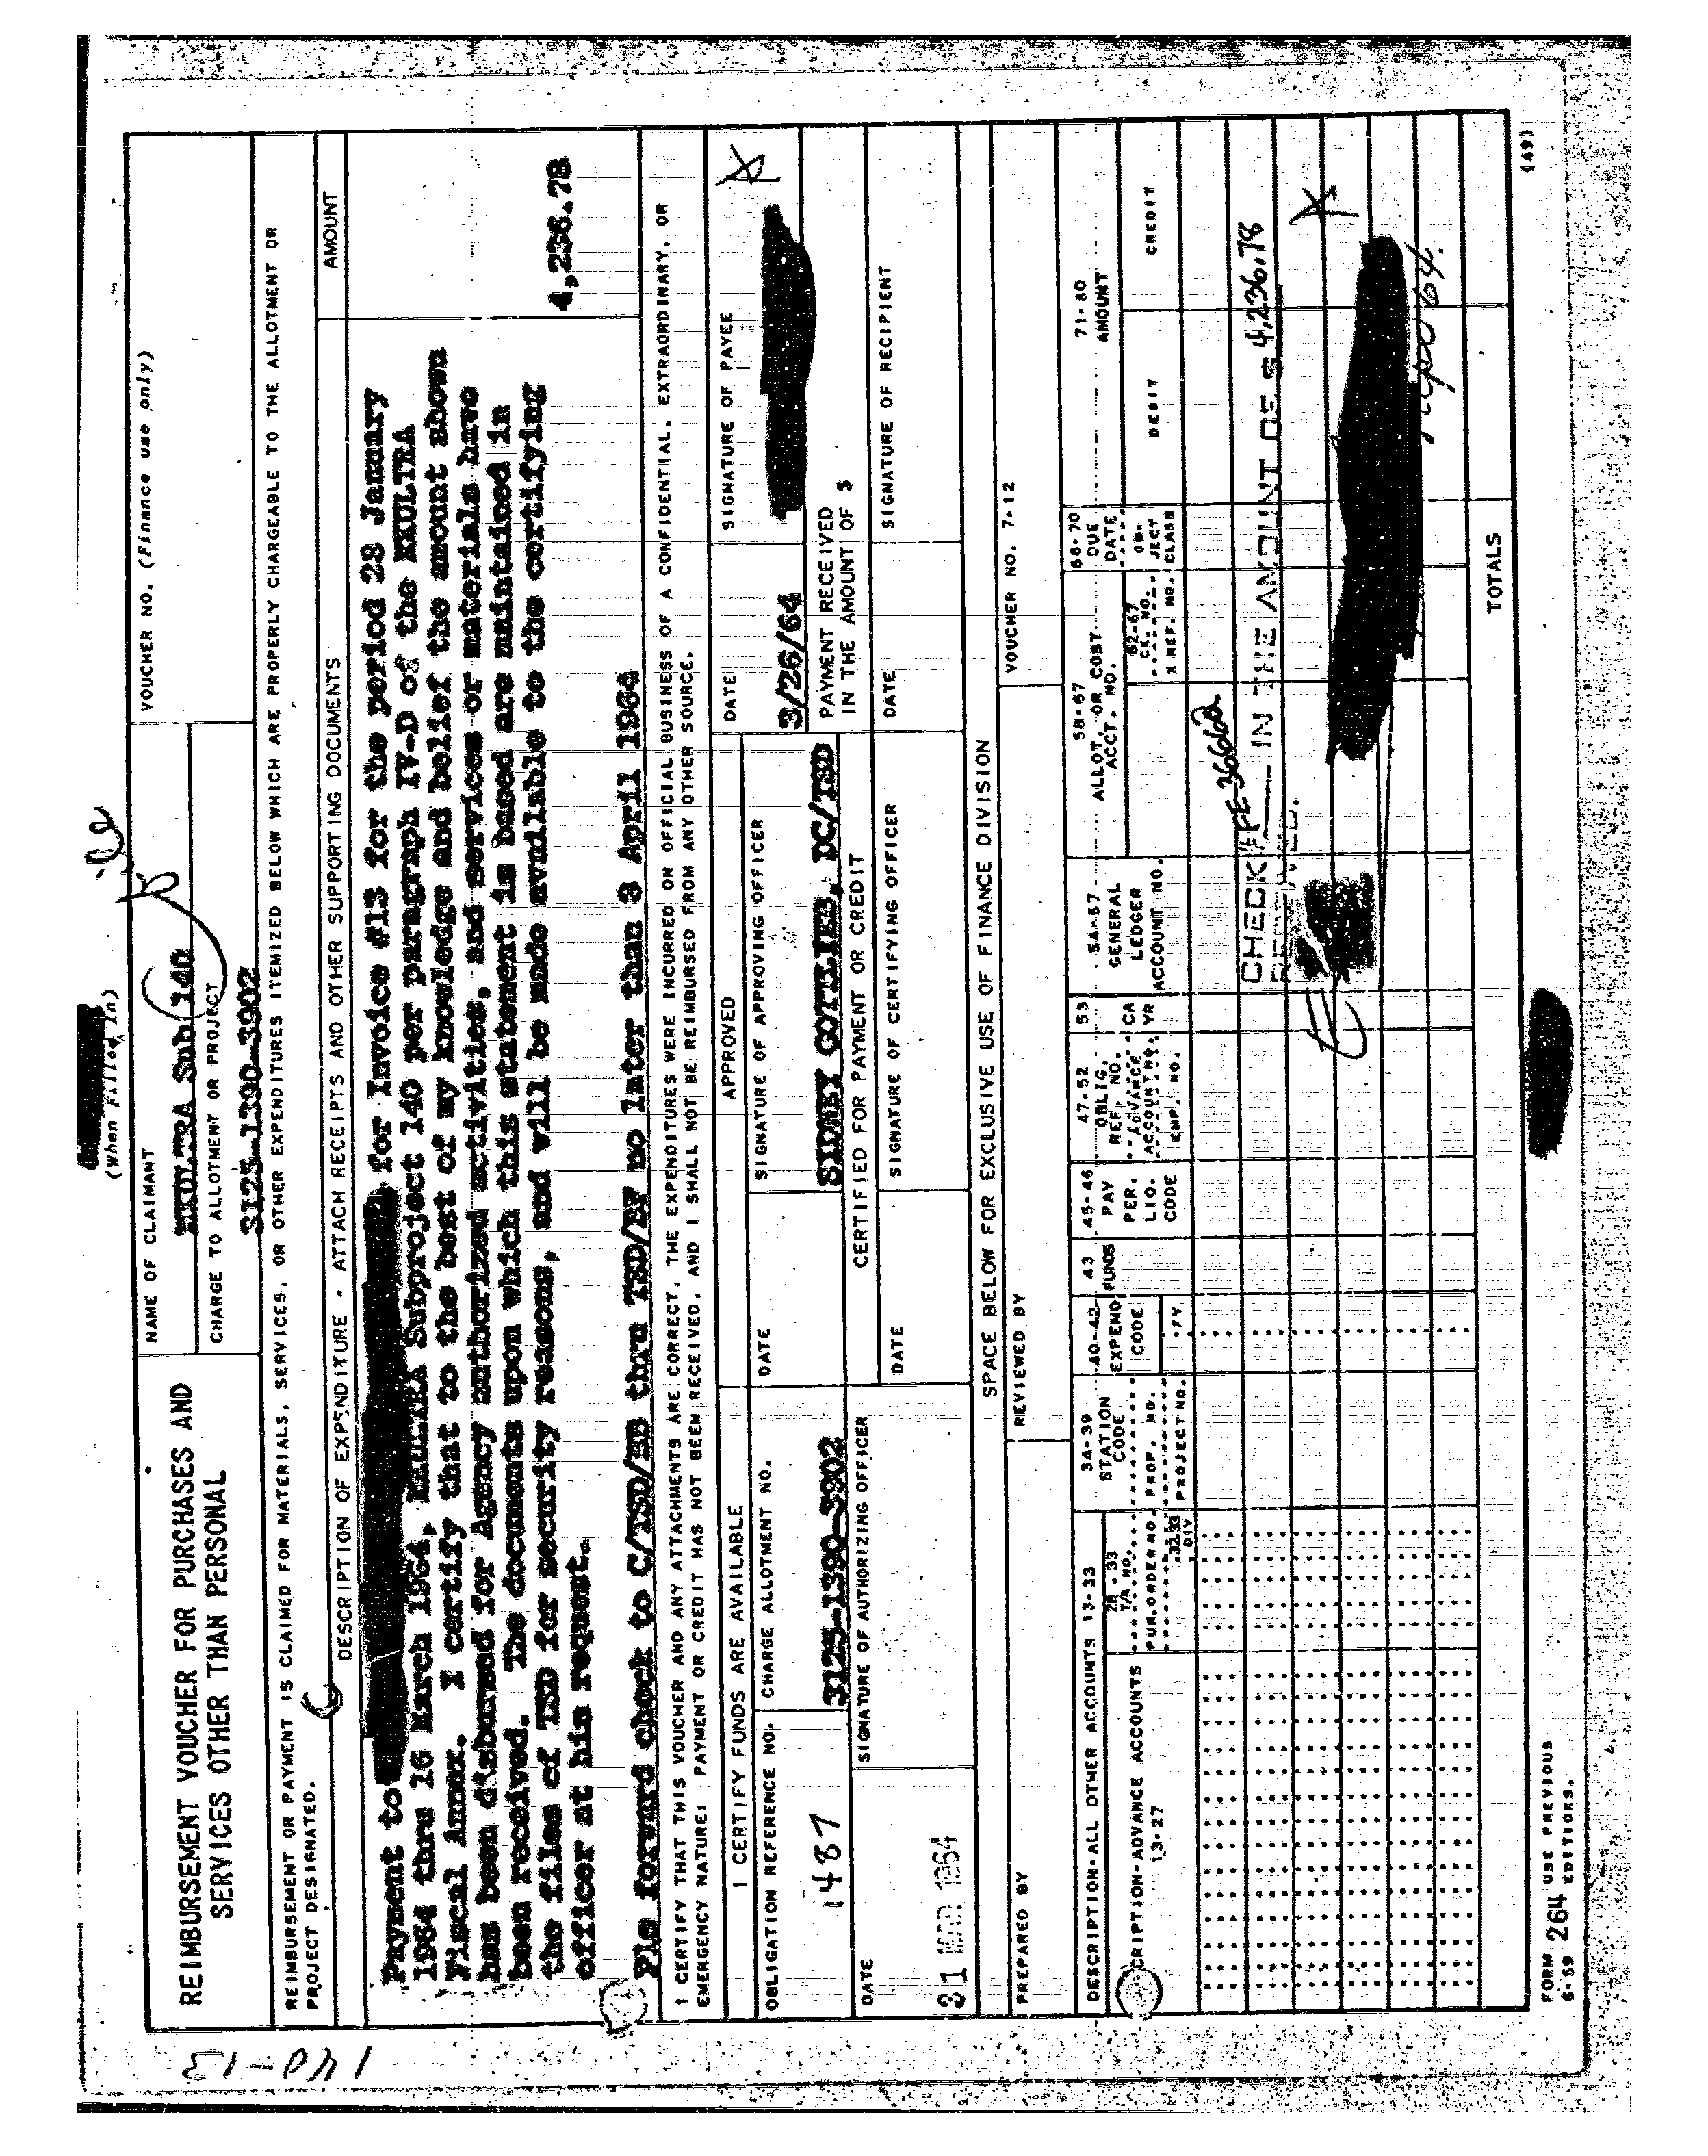 (When Filled In)
REIMBURSEMENT VOUCHER FOR PURCHASES AND
SERVICES OTHER THAN PERSONAL
NAME OF CLAIMANT
MKULTRA Sub 140
CHARGE TO ALLOTMENT OR PROJECT
3125-1390-3902
VOUCHER NO. (Finance use only)
REIMBURSEMENT OR PAYMENT IS CLAIMED FOR MATERIALS, SERVICES, OR OTHER EXPENDITURES ITEMIZED BELOW WHICH ARE PROPERLY CHARGEABLE TO THE ALLOTMENT OR
PROJECT DESIGNATED.
DESCRIPTION OF EXPENDITURE - ATTACH RECEIPTS AND OTHER SUPPORTING DOCUMENTS
AMOUNT
Payment to for Invoice #13 for the period 28 January
1964 thru 16 March 1964, MKULTRA Subproject 140 per paragraph IV-D of the MKULTRA
Fiscal Annex. I certify that to the best of my knowledge and belief the amount shown
has been disbursed for Agency authorized activities, and services or materials have
been received. The documents upon which this statement is based are maintained in
the files of TSD for security reasons, and will be made available to the certifying
officer at his request.
4,236.78
Pls forward check to C/TSD/BB thru TSD/BF no later than 8 April 1964
I CERTIFY THAT THIS VOUCHER AND ANY ATTACHMENTS ARE CORRECT, THE EXPENDITURES WERE INCURRED ON OFFICIAL BUSINESS OF A CONFIDENTIAL, EXTRAORDINARY, OR
EMERGENCY NATURE; PAYMENT OR CREDIT HAS NOT BEEN RECEIVED, AND I SHALL NOT BE REIMBURSED FROM ANY OTHER SOURCE.
I CERTIFY FUNDS ARE AVAILABLE
APPROVED
DATE
3/26/64
SIGNATURE OF PAYEE
OBLIGATION REFERENCE NO.
1487
CHARGE ALLOTMENT NO.
3125-1390-3902
DATE
SIGNATURE OF APPROVING OFFICER
SIDNEY GOTTLIEB, DC/TSD
PAYMENT RECEIVED
IN THE AMOUNT OF $
CERTIFIED FOR PAYMENT OR CREDIT
DATE
31 MAR 1964
SIGNATURE OF AUTHORIZING OFFICER
DATE
SIGNATURE OF CERTIFYING OFFICER
DATE
SIGNATURE OF RECIPIENT
SPACE BELOW FOR EXCLUSIVE USE OF FINANCE DIVISION
PREPARED BY
REVIEWED BY
VOUCHER NO. 7-12
DESCRIPTION-ALL OTHER ACCOUNTS 13-33
CRIPTION-ADVANCE ACCOUNTS
13-27
28-33
T/A NO.
PUR.ORDER NO.
32-33
DIV
34-39
STATION
CODE
PROP. NO.
PROJECT NO.
40-42
EXPEND
CODE
FY
43
FUNDS
45-46
PAY
PER.
LIQ.
CODE
47-52
OBLIG.
REF. NO.
ADVANCE
ACCOUNT NO.
EMP. NO.
53
CA
YR
54-57
GENERAL
LEDGER
ACCOUNT NO.
58-67
ALLOT. OR COST
ACCT. NO.
62-67
CK. NO.
X REF. NO.
68-70
DUE
DATE
OB-
JECT
CLASS
71-80
AMOUNT
DEBIT
CREDIT
CHECK IN THE AMOUNT OF $ 4,236.78
TOTALS
FORM 264 USE PREVIOUS
6-59 EDITIONS.
(49)
140-13